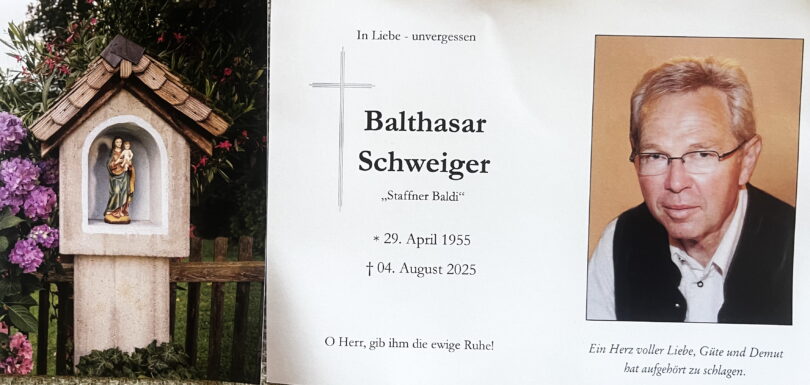 In Liebe - unvergessen
Balthasar
Schweiger
„Staffner Baldi“
* 29. April 1955
† 04. August 2025
O Herr, gib ihm die ewige Ruhe!
Ein Herz voller Liebe, Güte und Demut
hat aufgehört zu schlagen.